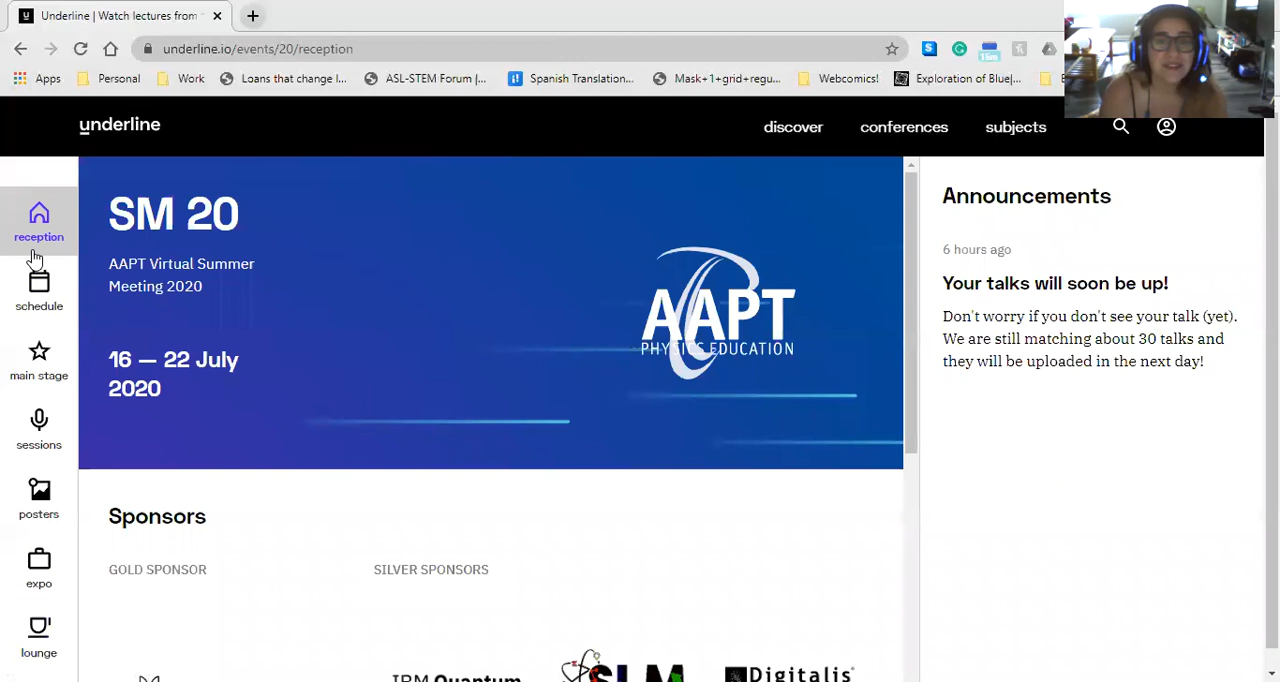 Underline | Watch lectures from
underline.io/events/20/reception
Apps
Personal
Work
Loans that change l...
ASL-STEM Forum |...
Spanish Translation...
Mask+1+grid+regu...
Webcomics!
Exploration of Blue|...
15m
underline
discover
conferences
subjects
reception
schedule
main stage
sessions
posters
expo
lounge
SM 20
AAPT Virtual Summer
Meeting 2020
16 — 22 July
2020
AAPT
PHYSICS EDUCATION
Sponsors
GOLD SPONSOR
SILVER SPONSORS
IBM Quantum
SLM
Digitalis
Announcements
6 hours ago
Your talks will soon be up!
Don't worry if you don't see your talk (yet).
We are still matching about 30 talks and
they will be uploaded in the next day!